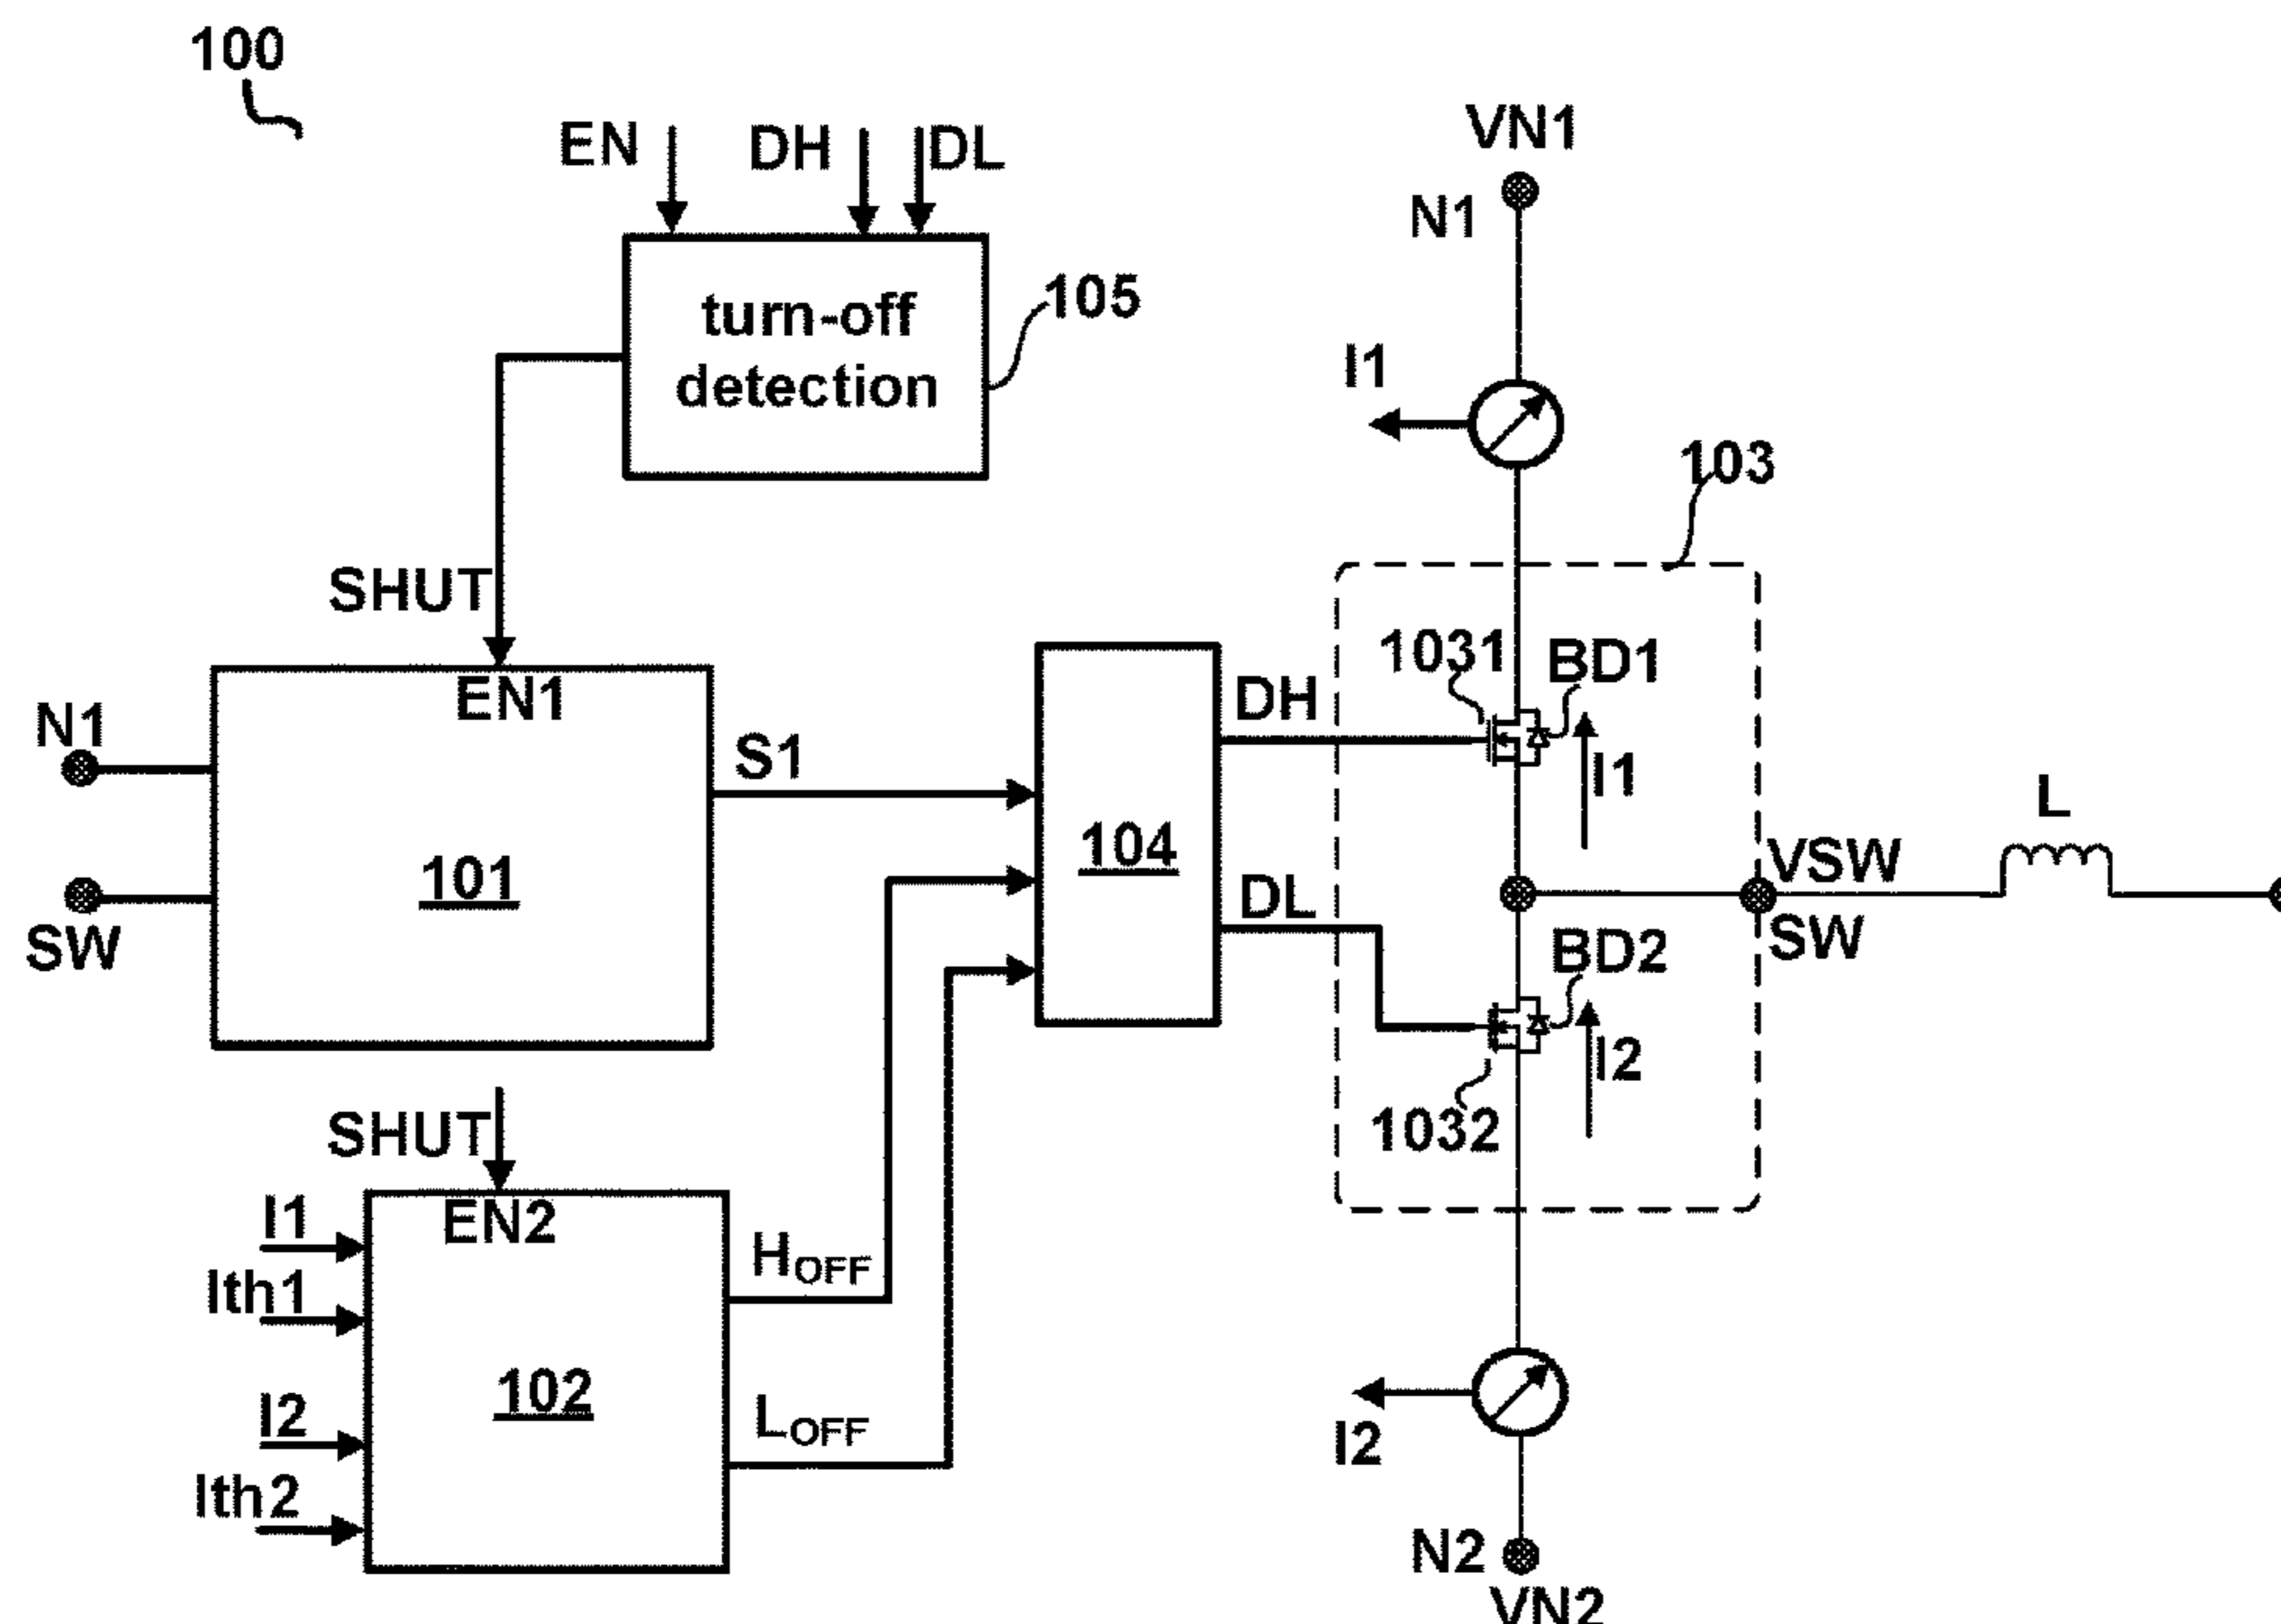 100
EN
DH
DL
turn-off
detection
105
VN1
N1
I1
103
SHUT
EN1
N1
SW
101
S1
104
DH
DL
1031
BD1
I1
VSW
SW
L
BD2
I2
1032
SHUT
EN2
I1
Ith1
I2
Ith2
102
HOFF
LOFF
I2
N2
VN2